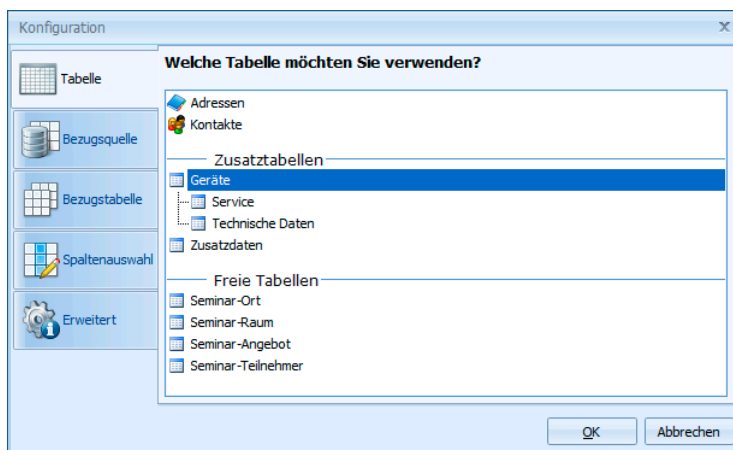 Konfiguration
x
Tabelle
Bezugsquelle
Bezugstabelle
Spaltenauswahl
Erweitert
Welche Tabelle möchten Sie verwenden?
Adressen
Kontakte
Zusatztabellen
Geräte
Service
Technische Daten
Zusatzdaten
Freie Tabellen
Seminar-Ort
Seminar-Raum
Seminar-Angebot
Seminar-Teilnehmer
OK
Abbrechen